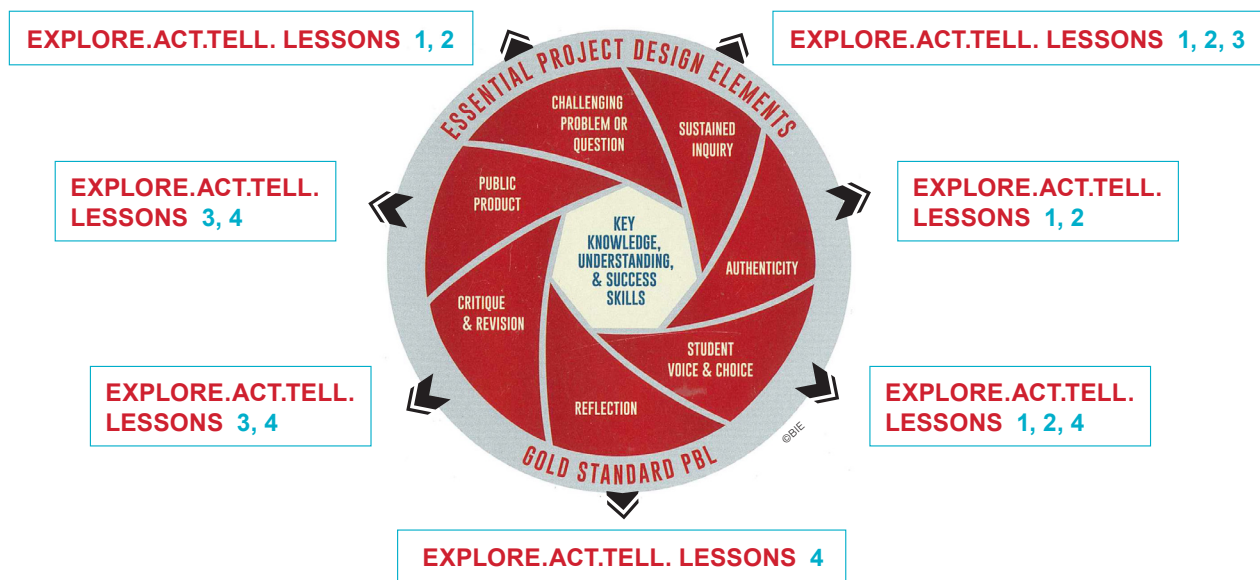 EXPLORE.ACT.TELL. LESSONS 1, 2
EXPLORE.ACT.TELL. LESSONS 1, 2, 3
ESSENTIAL PROJECT DESIGN ELEMENTS
CHALLENGING
PROBLEM OR
QUESTION
SUSTAINED
INQUIRY
EXPLORE.ACT.TELL.
LESSONS 3, 4
PUBLIC
PRODUCT
EXPLORE.ACT.TELL.
LESSONS 1, 2
KEY
KNOWLEDGE,
UNDERSTANDING,
& SUCCESS
SKILLS
AUTHENTICITY
CRITIQUE
& REVISION
STUDENT
VOICE & CHOICE
EXPLORE.ACT.TELL.
LESSONS 3, 4
REFLECTION
EXPLORE.ACT.TELL.
LESSONS 1, 2, 4
©BIE
GOLD STANDARD PBL
EXPLORE.ACT.TELL. LESSONS 4